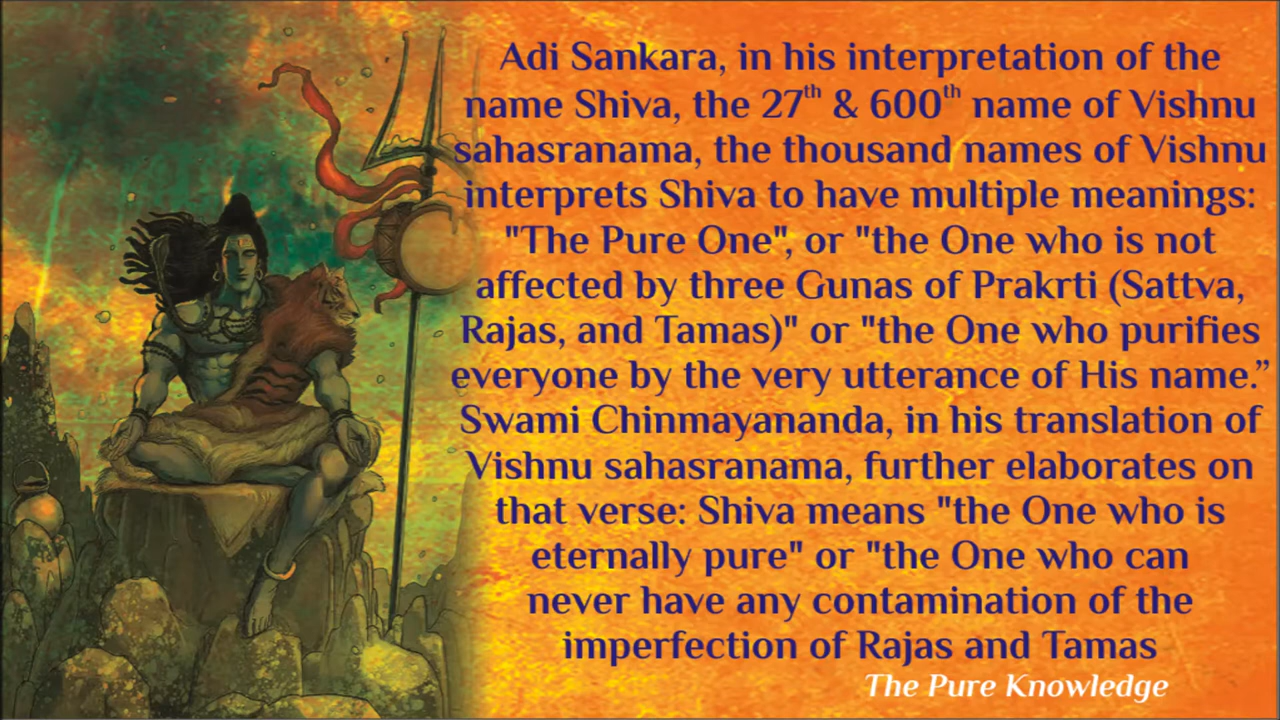 Adi Sankara, in his interpretation of the
name Shiva, the 27th & 600th name of Vishnu
sahasranama, the thousand names of Vishnu
interprets Shiva to have multiple meanings:
"The Pure One", or "the One who is not
affected by three Gunas of Prakrti (Sattva,
Rajas, and Tamas)" or "the One who purifies
everyone by the very utterance of His name.”
Swami Chinmayananda, in his translation of
Vishnu sahasranama, further elaborates on
that verse: Shiva means "the One who is
eternally pure" or "the One who can
never have any contamination of the
imperfection of Rajas and Tamas
The Pure Knowledge